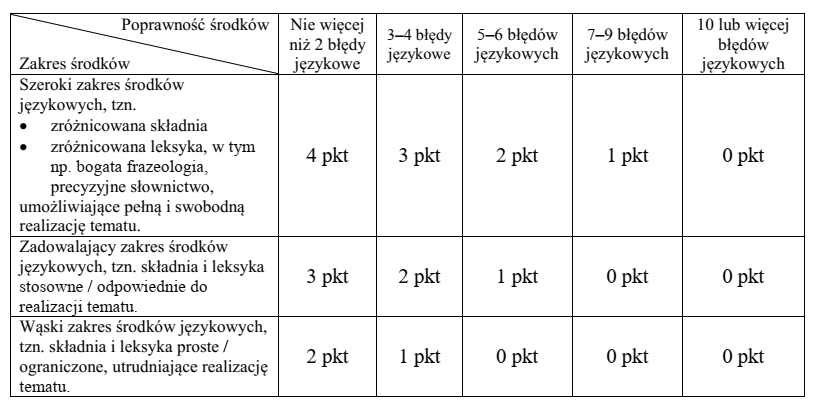 Poprawność środków
Zakres środków
Nie więcej
niż 2 błędy
językowe
3–4 błędy
językowe
5–6 błędów
językowych
7–9 błędów
językowych
10 lub więcej
błędów
językowych
Szeroki zakres środków
językowych, tzn.
• zróżnicowana składnia
• zróżnicowana leksyka, w tym
np. bogata frazeologia,
precyzyjne słownictwo,
umożliwiające pełną i swobodną
realizację tematu.
4 pkt
3 pkt
2 pkt
1 pkt
0 pkt
Zadowalający zakres środków
językowych, tzn. składnia i leksyka
stosowne / odpowiednie do
realizacji tematu.
3 pkt
2 pkt
1 pkt
0 pkt
0 pkt
Wąski zakres środków językowych,
tzn. składnia i leksyka proste /
ograniczone, utrudniające realizację
tematu.
2 pkt
1 pkt
0 pkt
0 pkt
0 pkt